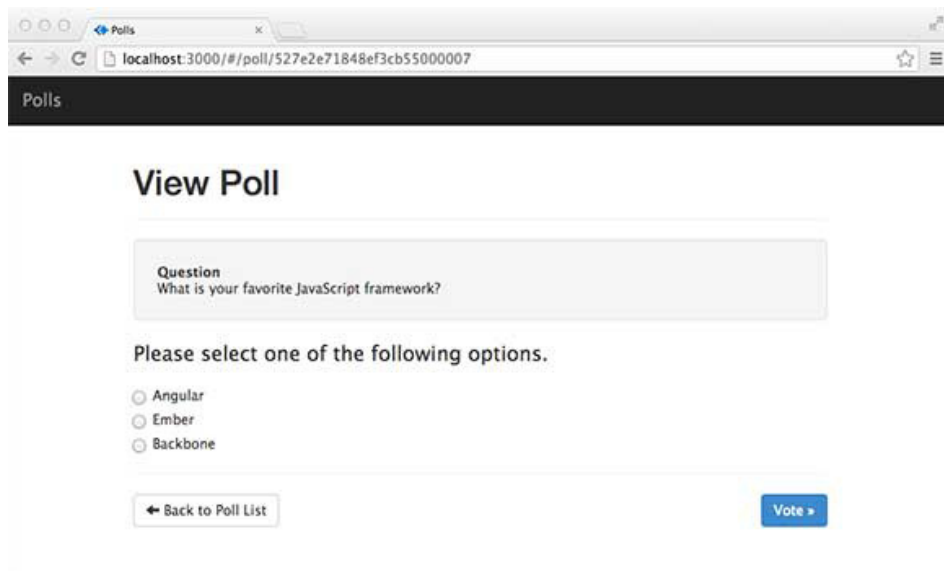 Polls
localhost:3000/#/poll/527e2e71848ef3cb55000007
Polls
View Poll
Question
What is your favorite JavaScript framework?
Please select one of the following options.
Angular
Ember
Backbone
Back to Poll List
Vote »